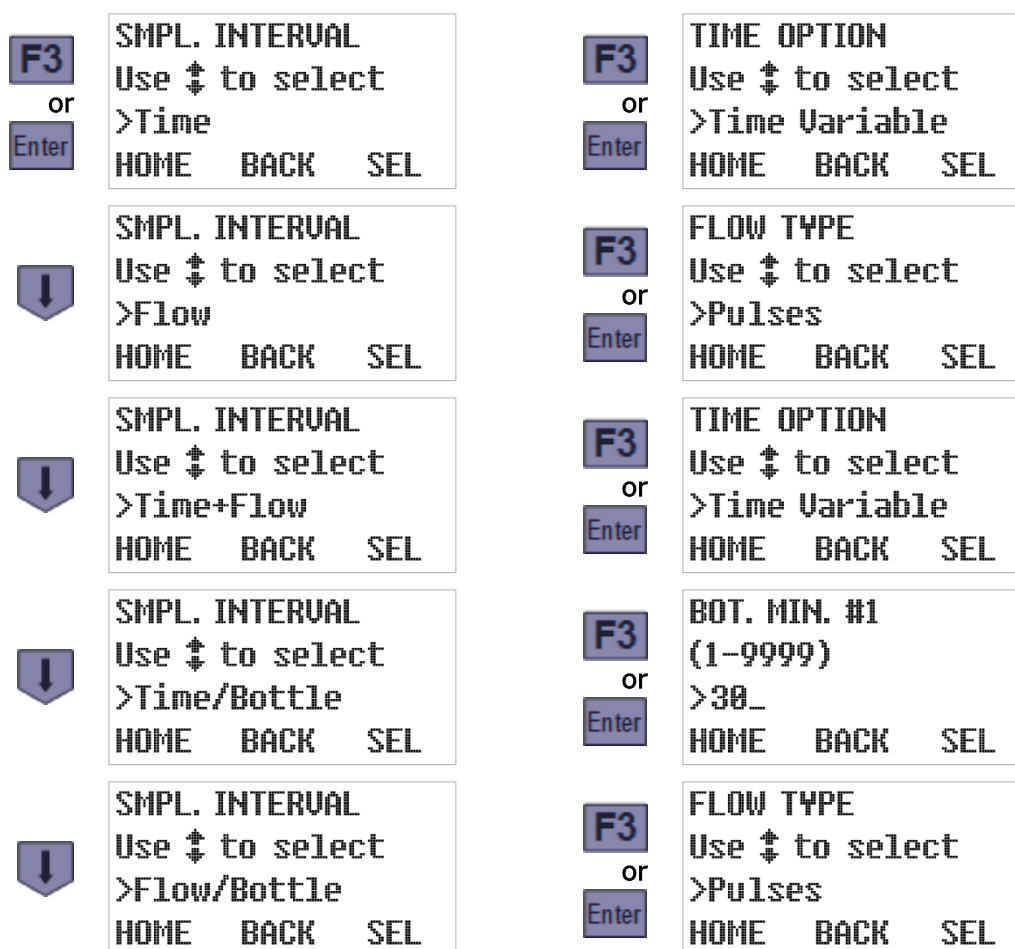 F3
or
Enter
SMPL. INTERVAL
Use ↕ to select
>Time
HOME BACK SEL
F3
or
Enter
TIME OPTION
Use ↕ to select
>Time Variable
HOME BACK SEL
SMPL. INTERVAL
Use ↕ to select
>Flow
HOME BACK SEL
F3
or
Enter
FLOW TYPE
Use ↕ to select
>Pulses
HOME BACK SEL
SMPL. INTERVAL
Use ↕ to select
>Time+Flow
HOME BACK SEL
F3
or
Enter
TIME OPTION
Use ↕ to select
>Time Variable
HOME BACK SEL
SMPL. INTERVAL
Use ↕ to select
>Time/Bottle
HOME BACK SEL
F3
or
Enter
BOT. MIN. #1
(1-9999)
>30_
HOME BACK SEL
SMPL. INTERVAL
Use ↕ to select
>Flow/Bottle
HOME BACK SEL
F3
or
Enter
FLOW TYPE
Use ↕ to select
>Pulses
HOME BACK SEL